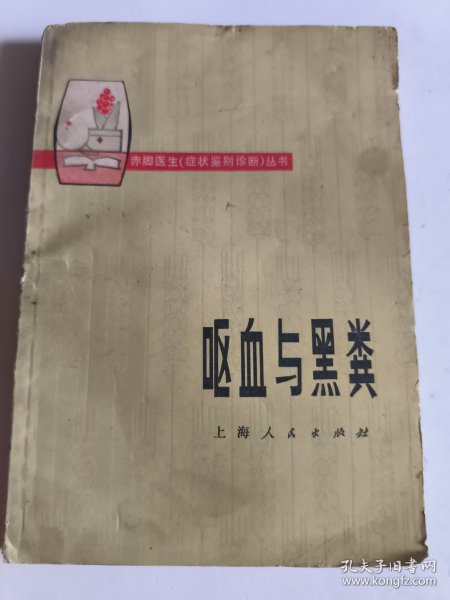 赤脚医生(症状鉴别诊断)丛书
呕血与黑粪
上海人民出版社
孔夫子旧书网
www.kongfz.com